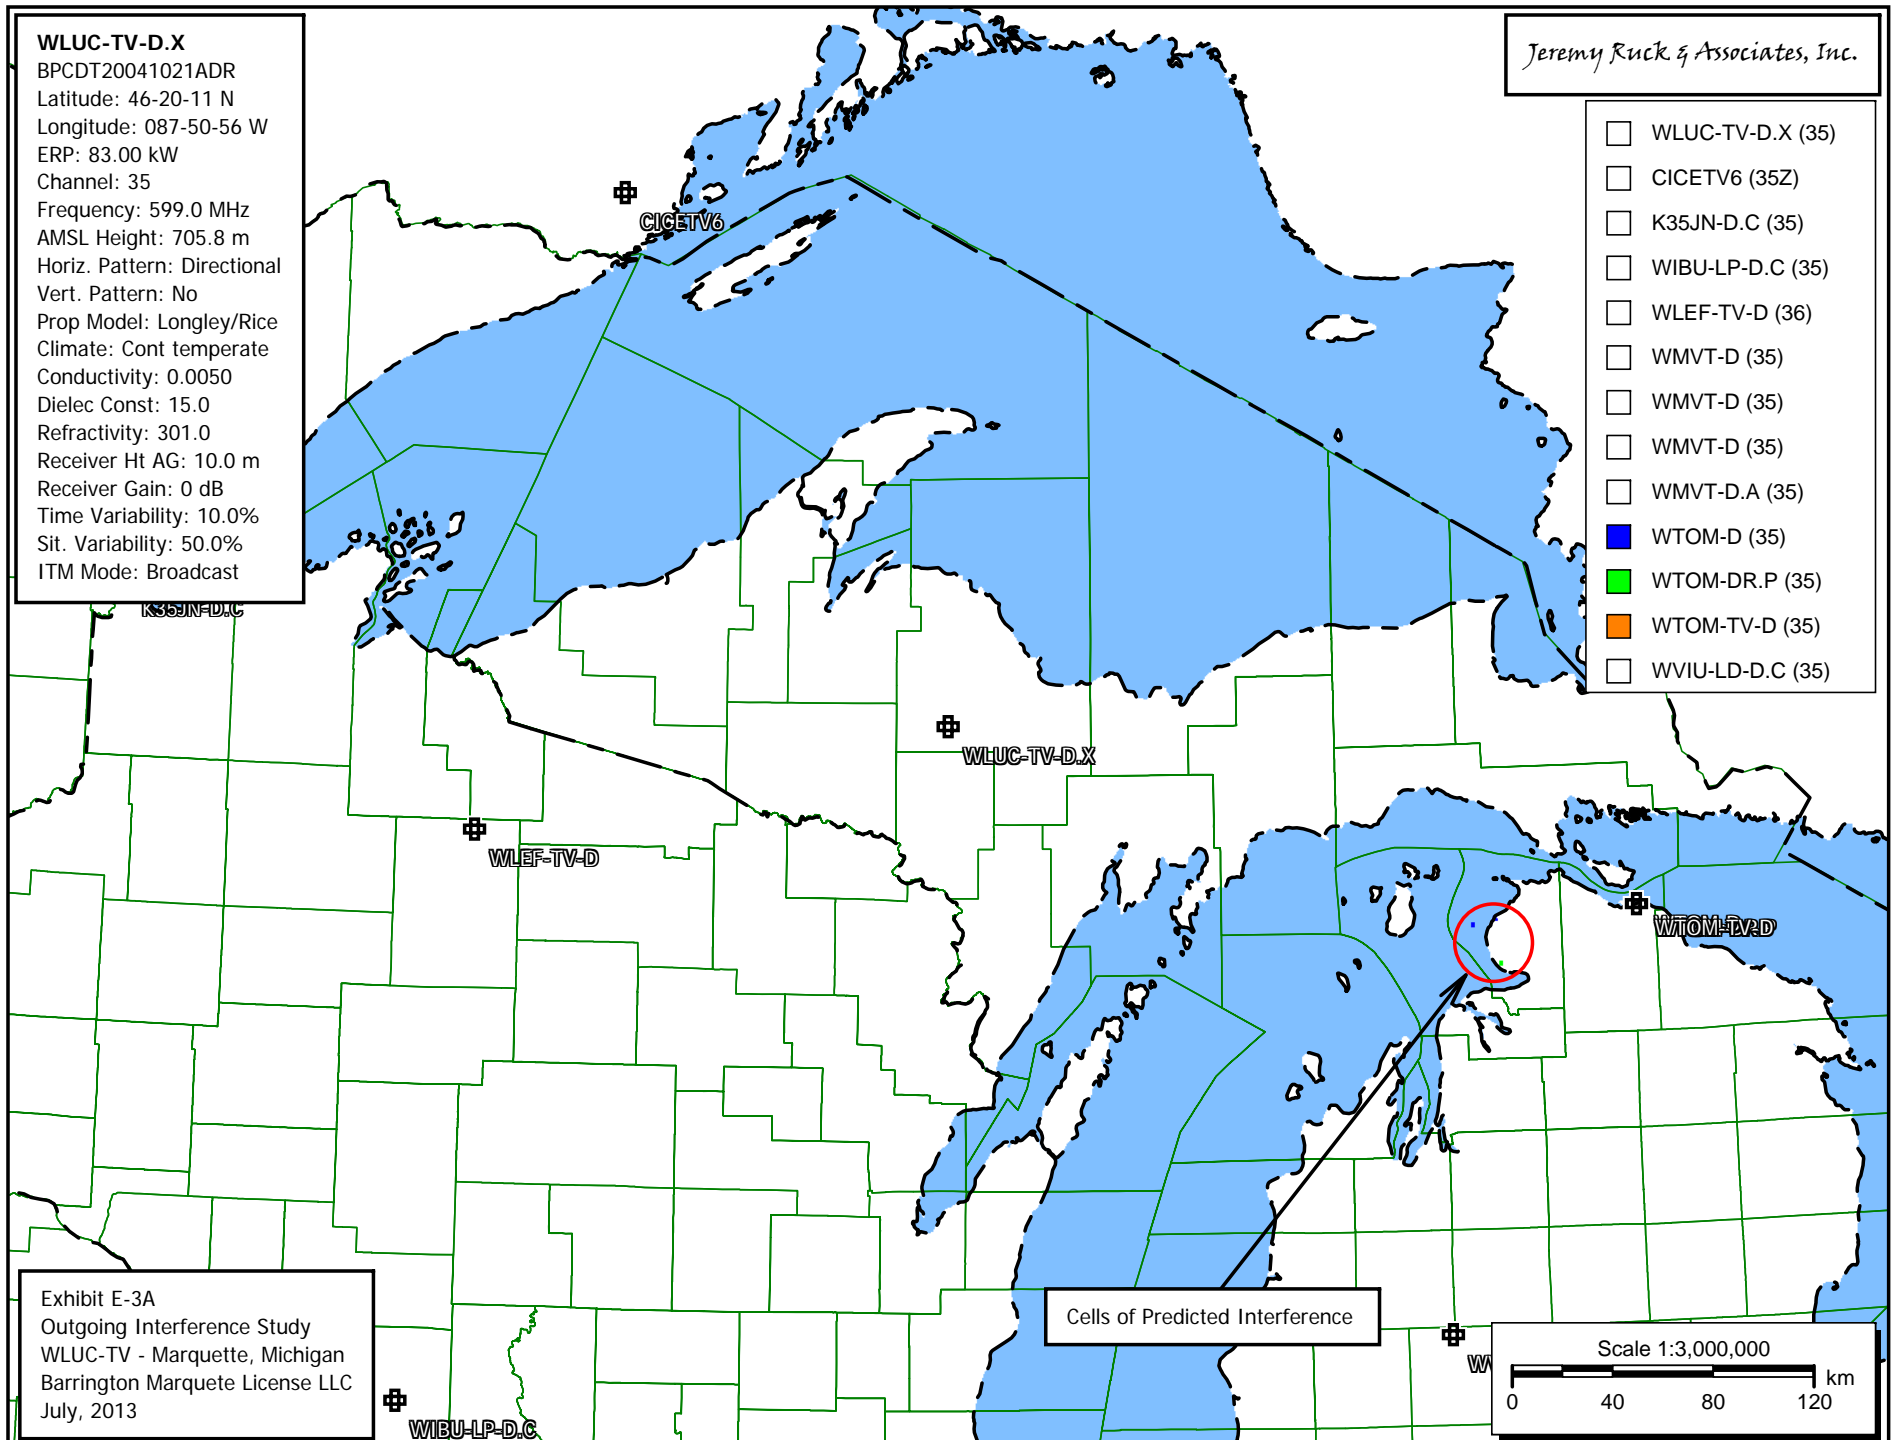 WLUC-TV-D.X
BPCDT20041021ADR
Latitude: 46-20-11 N
Longitude: 087-50-56 W
ERP: 83.00 kW
Channel: 35
Frequency: 599.0 MHz
AMSL Height: 705.8 m
Horiz. Pattern: Directional
Vert. Pattern: No
Prop Model: Longley/Rice
Climate: Cont temperate
Conductivity: 0.0050
Dielec Const: 15.0
Refractivity: 301.0
Receiver Ht AG: 10.0 m
Receiver Gain: 0 dB
Time Variability: 10.0%
Sit. Variability: 50.0%
ITM Mode: Broadcast
Jeremy Ruck & Associates, Inc.
WLUC-TV-D.X (35)
CICETV6 (35Z)
K35JN-D.C (35)
WIBU-LP-D.C (35)
WLEF-TV-D (36)
WMVT-D (35)
WMVT-D (35)
WMVT-D (35)
WMVT-D.A (35)
WTOM-D (35)
WTOM-DR.P (35)
WTOM-TV-D (35)
WVIU-LD-D.C (35)
CICETV6
K35JN-D.C
WLUC-TV-D.X
WLEF-TV-D
WTOM-TV-D
Cells of Predicted Interference
Exhibit E-3A
Outgoing Interference Study
WLUC-TV - Marquette, Michigan
Barrington Marquete License LLC
July, 2013
WIBU-LP-D.C
Scale 1:3,000,000
km
0 40 80 120